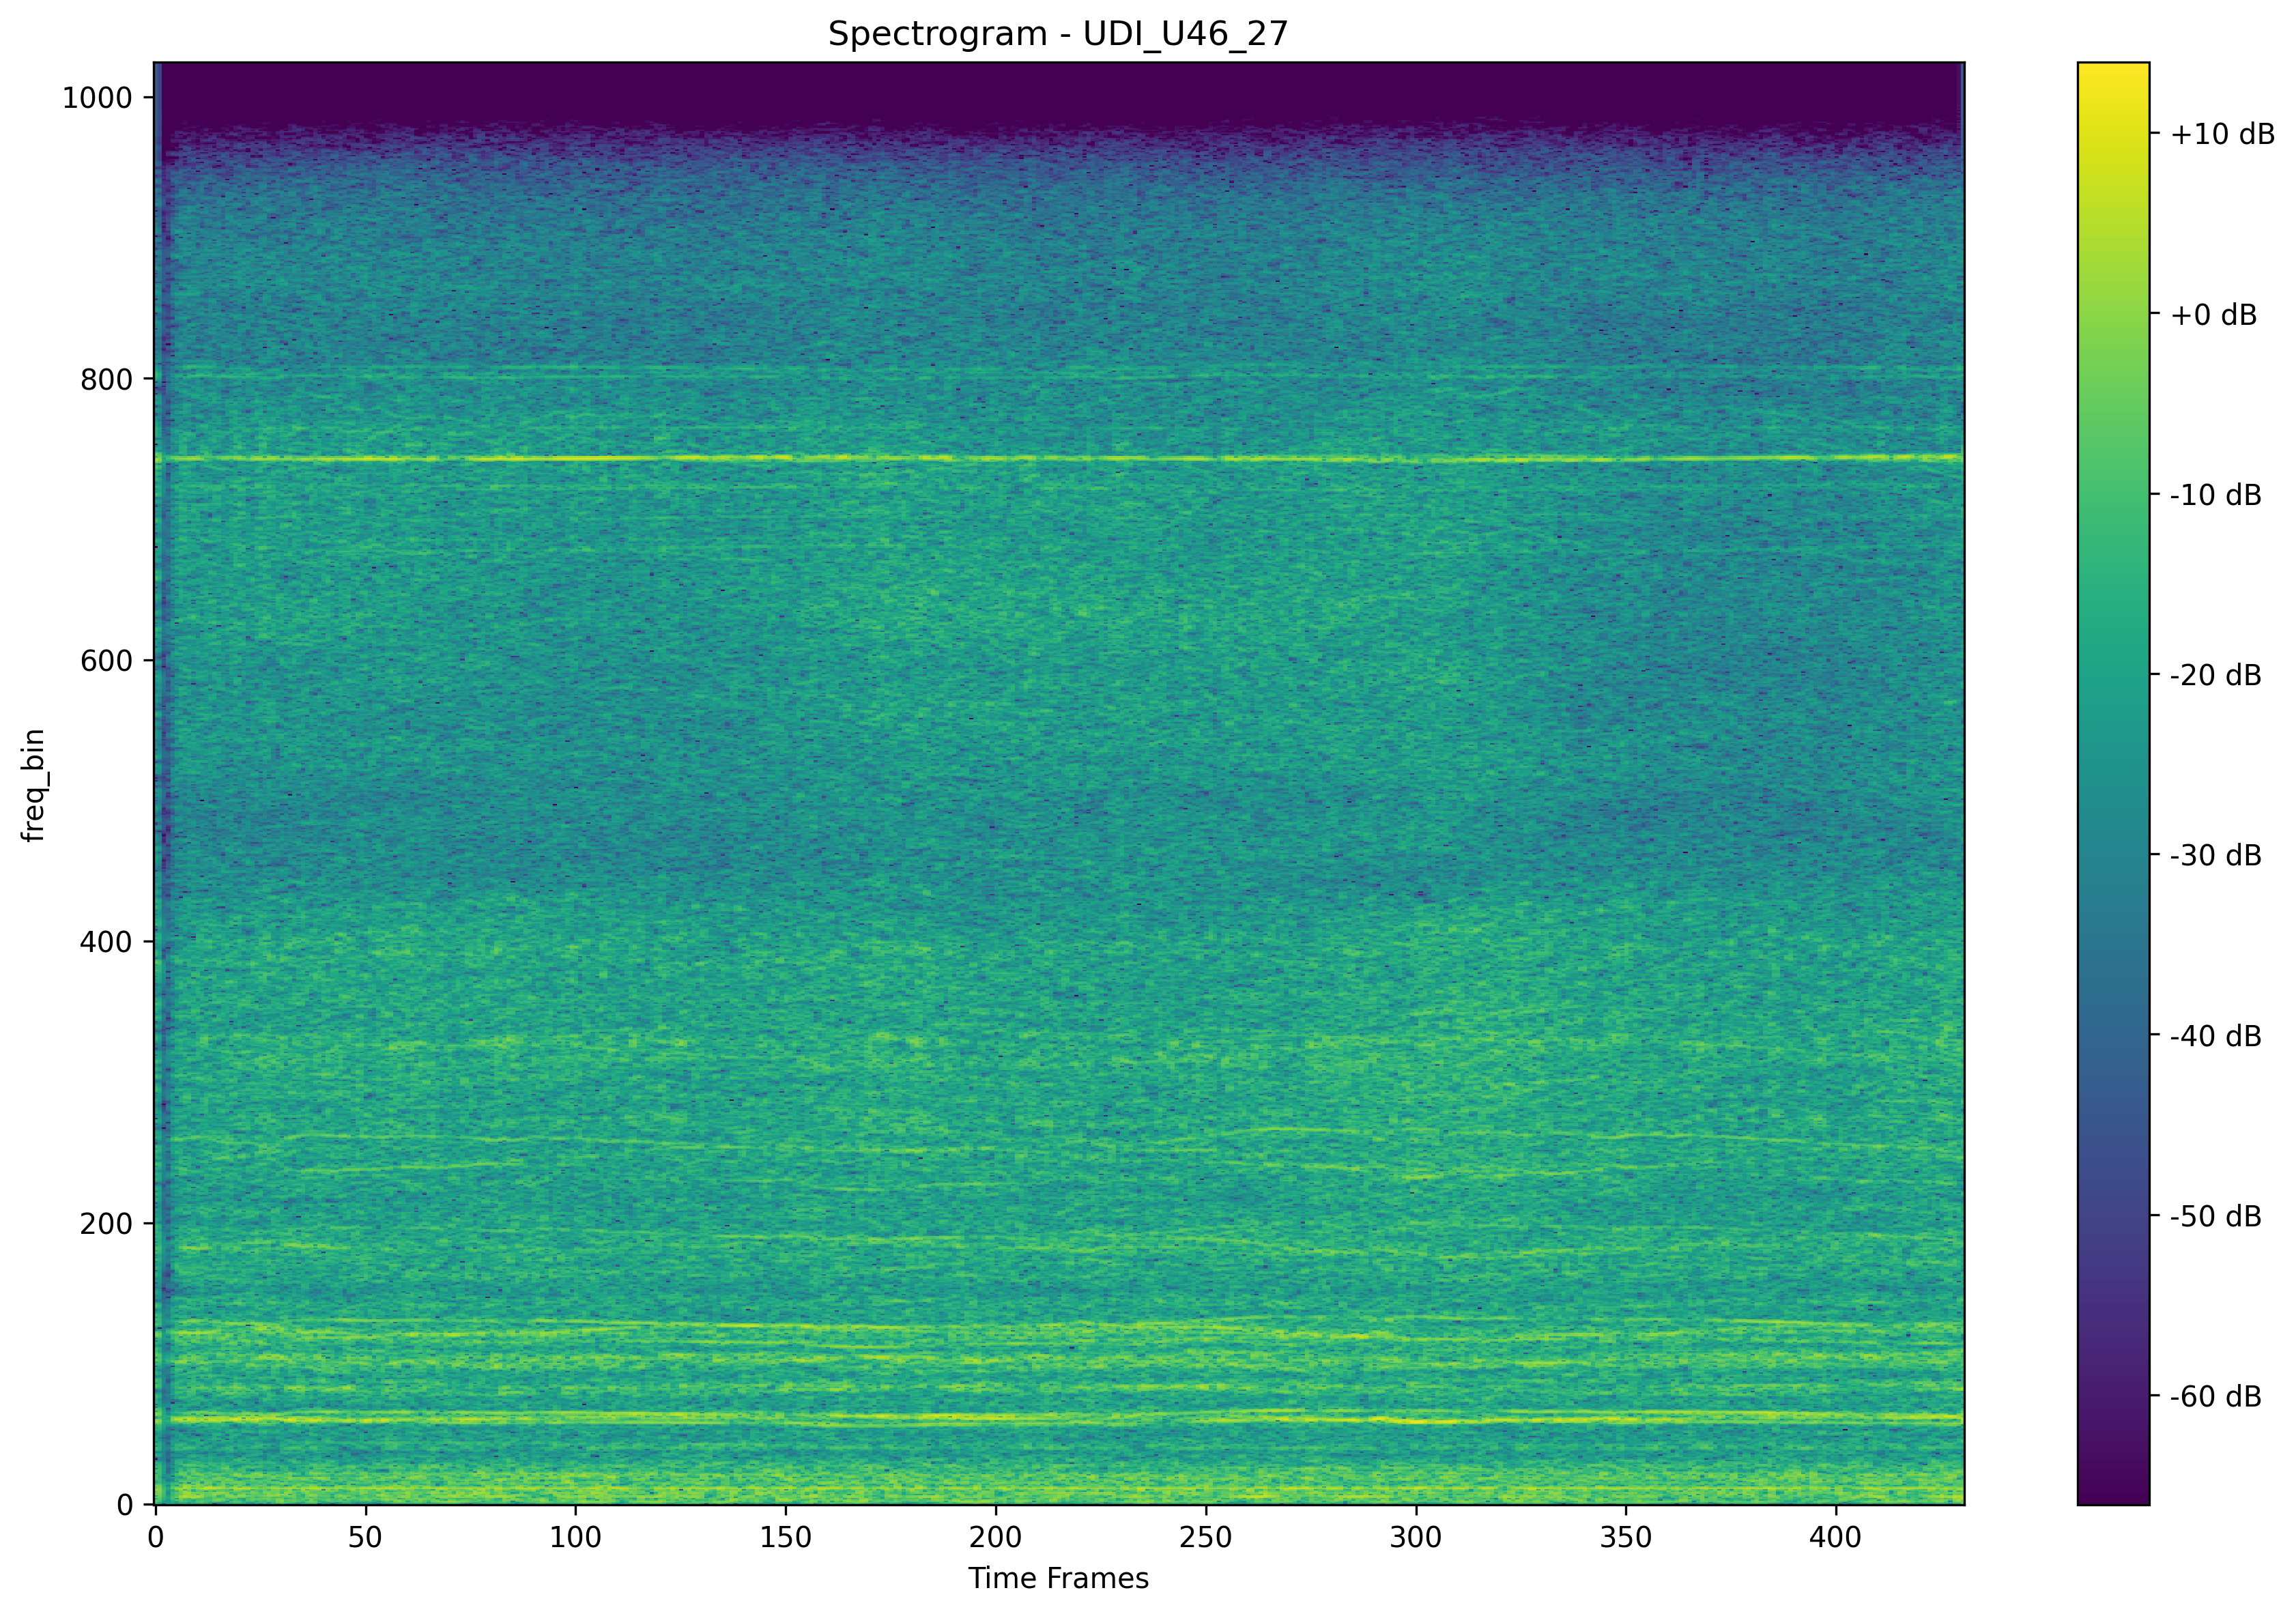 Spectrogram - UDI_U46_27
1000
800
600
400
200
0
freq_bin
0 50 100 150 200 250 300 350 400
Time Frames
+10 dB
+0 dB
-10 dB
-20 dB
-30 dB
-40 dB
-50 dB
-60 dB